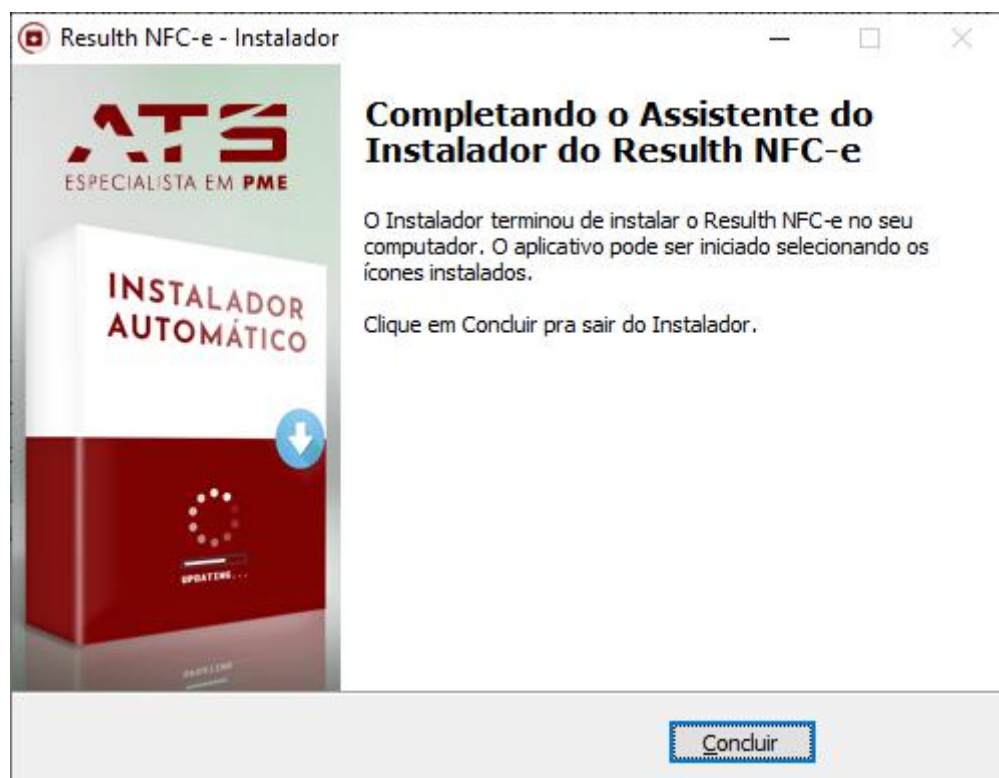 Resulth NFC-e - Instalador
ATS
ESPECIALISTA EM PME
INSTALADOR
AUTOMÁTICO
UPDATING...
Completando o Assistente do
Instalador do Resulth NFC-e
O Instalador terminou de instalar o Resulth NFC-e no seu
computador. O aplicativo pode ser iniciado selecionando os
ícones instalados.
Clique em Concluir pra sair do Instalador.
Concluir